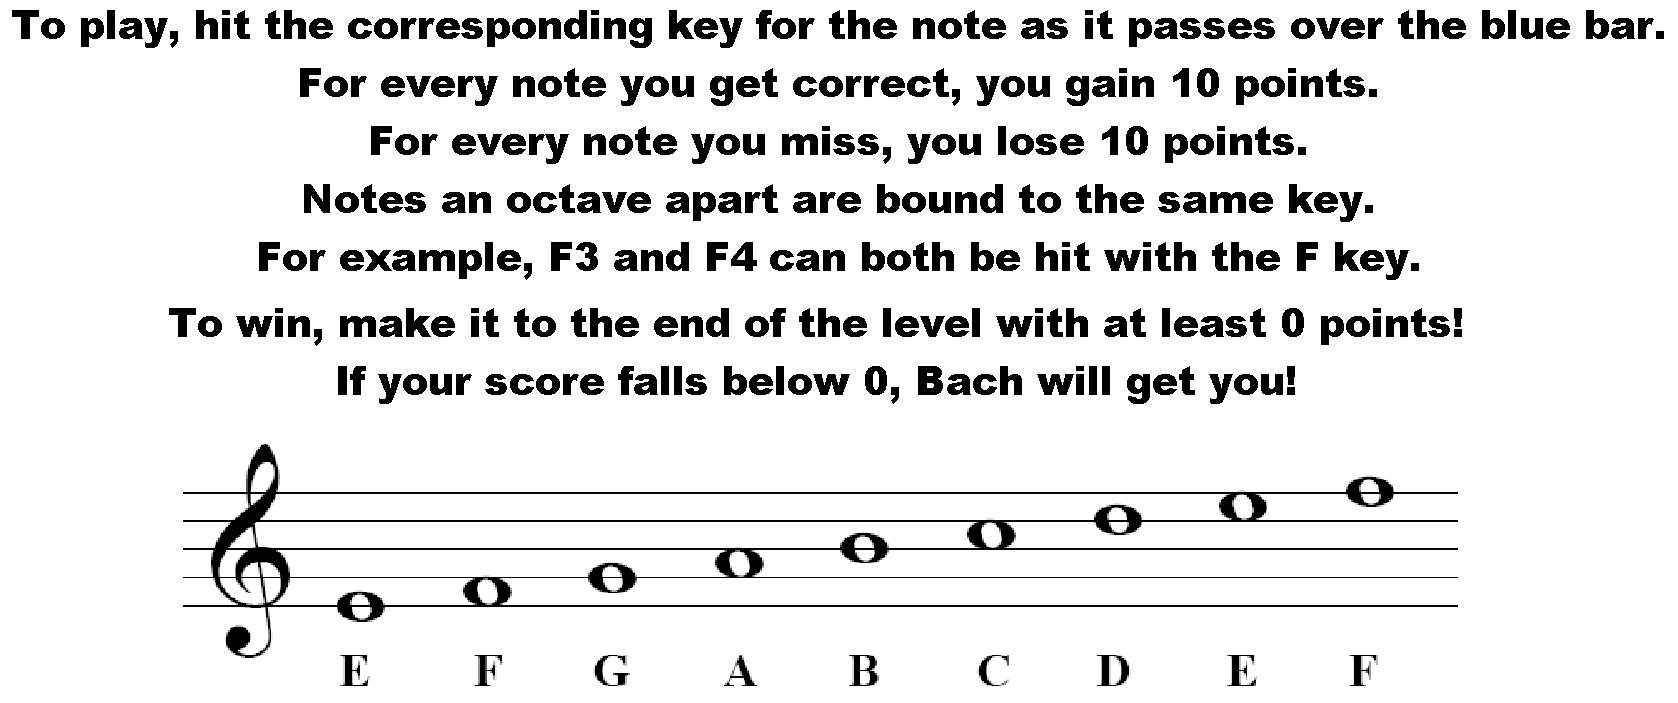 To play, hit the corresponding key for the note as it passes over the blue bar.
For every note you get correct, you gain 10 points.
For every note you miss, you lose 10 points.
Notes an octave apart are bound to the same key.
For example, F3 and F4 can both be hit with the F key.
To win, make it to the end of the level with at least 0 points!
If your score falls below 0, Bach will get you!
E F G A B C D E F